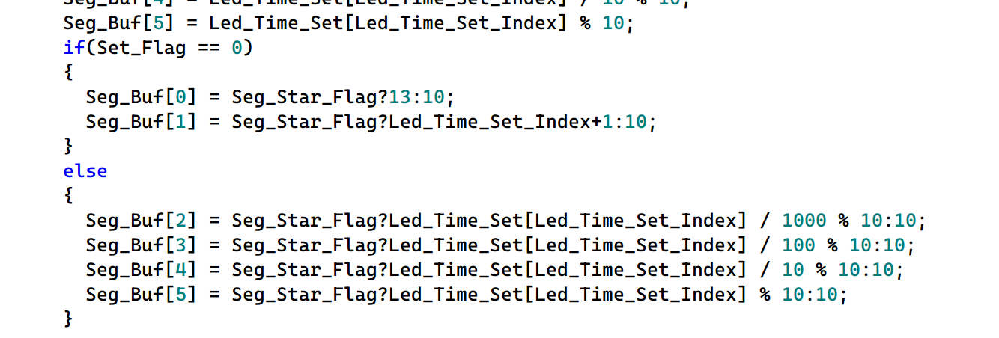 Seg_Buf[4] = Led_Time_Set[Led_Time_Set_Index] / 10 % 10;
Seg_Buf[5] = Led_Time_Set[Led_Time_Set_Index] % 10;
if(Set_Flag == 0)
{
  Seg_Buf[0] = Seg_Star_Flag?13:10;
  Seg_Buf[1] = Seg_Star_Flag?Led_Time_Set_Index+1:10;
}
else
{
  Seg_Buf[2] = Seg_Star_Flag?Led_Time_Set[Led_Time_Set_Index] / 1000 % 10:10;
  Seg_Buf[3] = Seg_Star_Flag?Led_Time_Set[Led_Time_Set_Index] / 100 % 10:10;
  Seg_Buf[4] = Seg_Star_Flag?Led_Time_Set[Led_Time_Set_Index] / 10 % 10:10;
  Seg_Buf[5] = Seg_Star_Flag?Led_Time_Set[Led_Time_Set_Index] % 10:10;
}